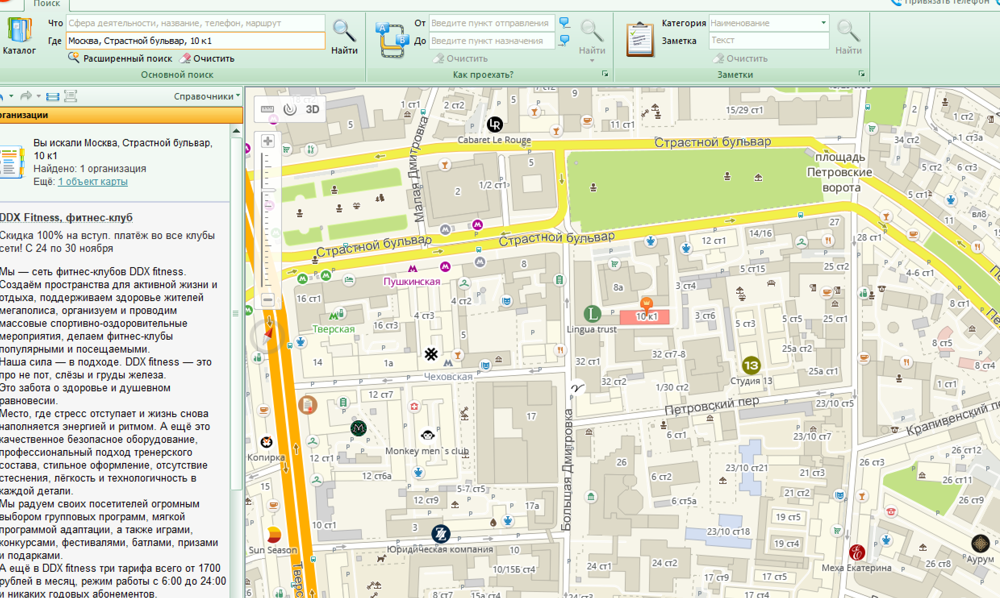 Поиск
Привязать телефон
Каталог
Что
Сфера деятельности, название, телефон, маршрут
Где
Москва, Страстной бульвар, 10 к1
Расширенный поиск
Очистить
Найти
Основной поиск
От
Введите пункт отправления
До
Введите пункт назначения
Очистить
Найти
Как проехать?
Категория
Наименование
Заметка
Текст
Очистить
Найти
Заметки
Справочники
рганизации
Вы искали Москва, Страстной бульвар,
10 к1
Найдено: 1 организация
Ещё: 1 объект карты
DDX Fitness, фитнес-клуб
Скидка 100% на вступ. платёж во все клубы
сети! С 24 по 30 ноября
Мы — сеть фитнес-клубов DDX fitness.
Создаём пространства для активной жизни и
отдыха, поддерживаем здоровье жителей
мегаполиса, организуем и проводим
массовые спортивно-оздоровительные
мероприятия, делаем фитнес-клубы
популярными и посещаемыми.
Наша сила — в подходе. DDX fitness — это
про не пот, слёзы и груды железа.
Это забота о здоровье и душевном
равновесии.
Место, где стресс отступает и жизнь снова
наполняется энергией и ритмом. А ещё это
качественное безопасное оборудование,
профессиональный подход тренерского
состава, стильное оформление, отсутствие
стеснения, лёгкость и технологичность в
каждой детали.
Мы радуем своих посетителей огромным
выбором групповых программ, мягкой
программой адаптации, а также играми,
конкурсами, фестивалями, батлами, призами
и подарками.
А ещё в DDX fitness три тарифа всего от 1700
рублей в месяц, режим работы с 6:00 до 24:00
и никаких годовых абонементов.
3D
18 ст2
5
1 ст1
2 ст2
5
9
11 ст1
15/29 ст1
2
1 ст2
34 ст2
1 ст3а
5 ст2
6 ст3
5 ст1
вл8
11
Cabaret Le Rouge
Страстной бульвар
площадь
Петровские
ворота
Малая Дмитровка
2
1/2 ст1
5
Страстной бульвар
Страстной бульвар
12 ст1
14/16
27
28 ст1
Пушкинская
8
8а
3 ст4
5 ст15
25 ст2
4-6 ст1
16 ст1
4 ст2
4 ст3
Тверская
16 ст3
5
Lingua trust
10 к1
3 ст6
5 ст3
5 ст5
25 ст1
8 ст1
8 ст5
8 ст4
14
1а
Чеховская
32 ст1
32 ст7-8
32 ст2
1/30 ст2
13
Студия 13
25а ст2
25а ст1
1 ст1
12 ст7
17
Петровский пер
23/10 ст5
Крапивенский пе
6 ст1
23/10 ст7
Копирка
12 ст1
Monkey men`s club
12 ст6а
26
6 ст2
23/10 ст21
21 ст3
26 ст3
26 ст12
26 ст11
15
5-7 ст5
12 ст9
17а
Большая Дмитровка
6 ст5а
21 ст2
26 ст9
10 ст1
3
19 ст5
23/10 ст18
Sun Season
Юридическая компания
10
19 ст4
Аурум
24 ст1
24 ст2
Меха Екатерина
26 ст8
Тверс
10/15Б ст4
17 ст9
17 ст5
8 ст7
15а ст4
24 ст3
17 ст4